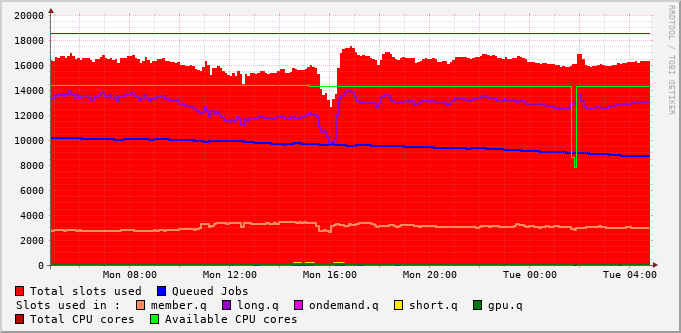 20000
18000
16000
14000
12000
10000
8000
6000
4000
2000
0
Mon 08:00 Mon 12:00 Mon 16:00 Mon 20:00 Tue 00:00 Tue 04:00
Total slots used Queued Jobs
Slots used in : member.q long.q ondemand.q short.q gpu.q
Total CPU cores Available CPU cores
RRDTOOL / TOBI OETIKER